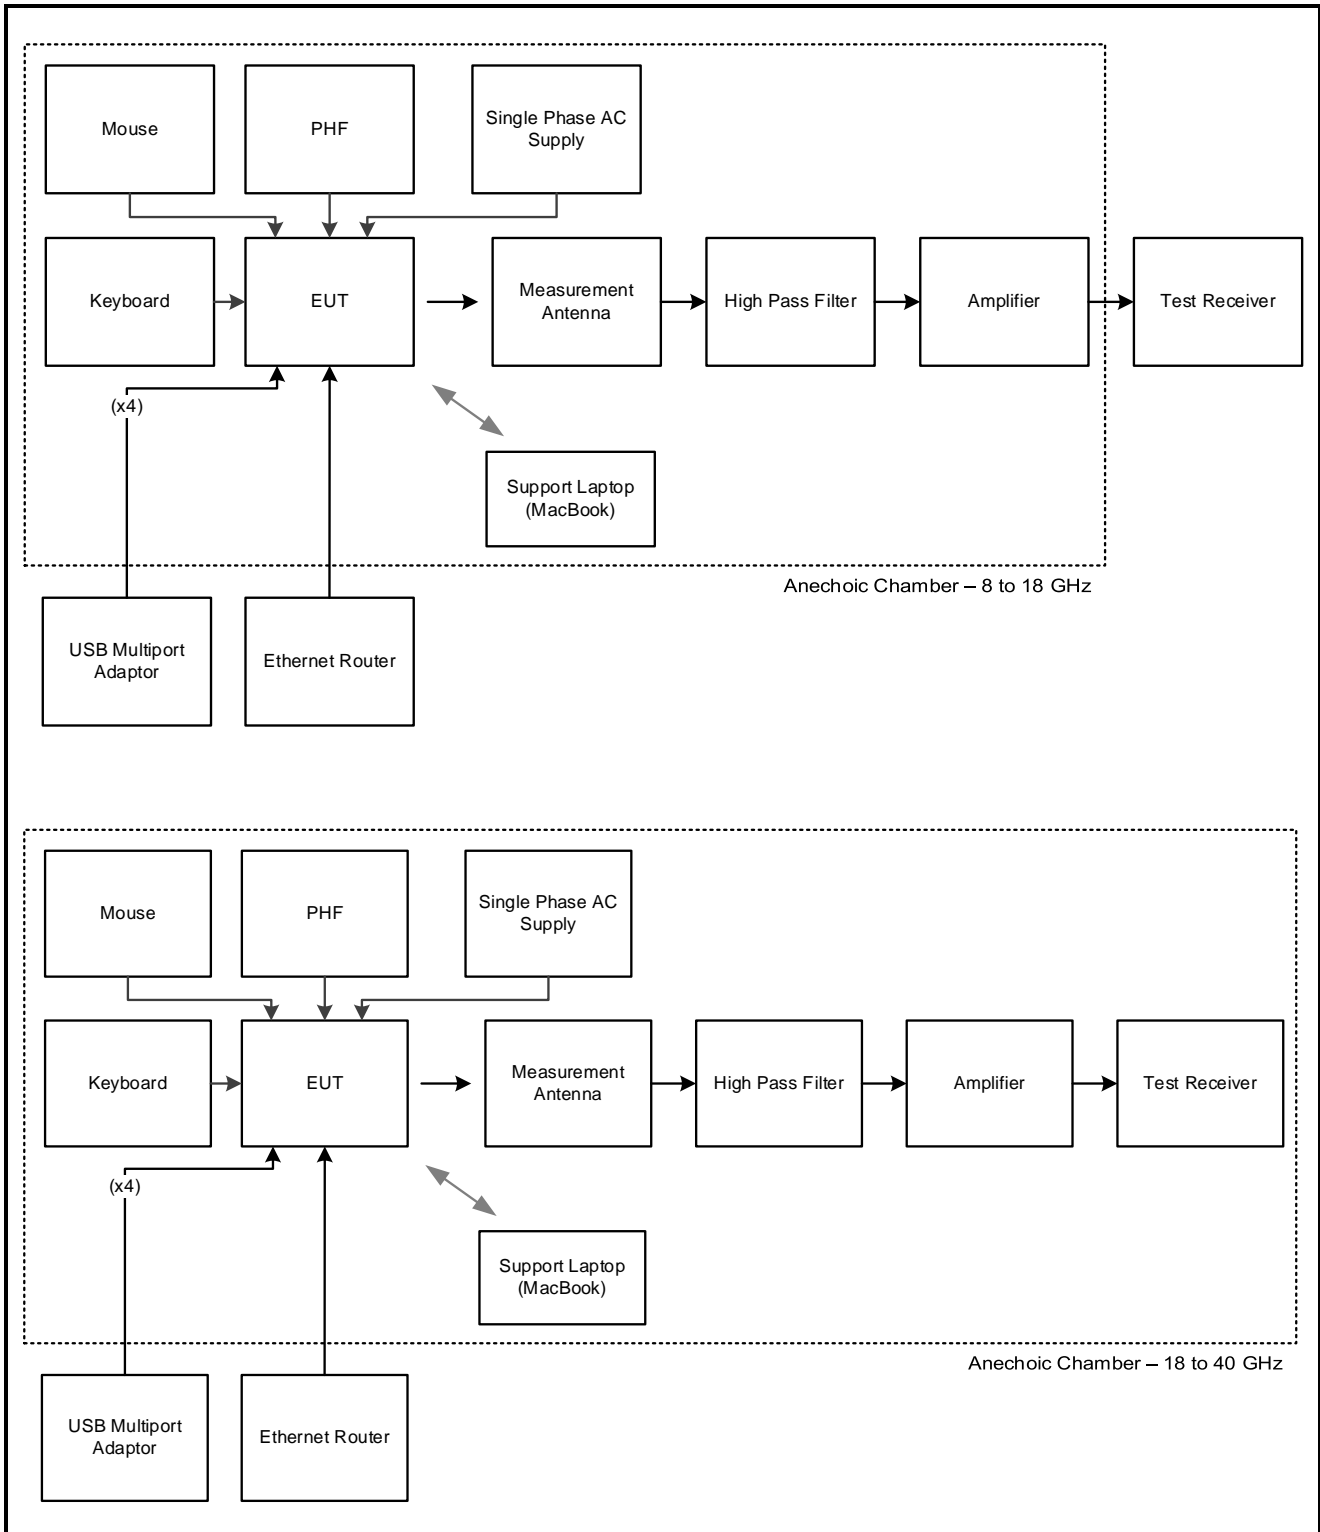 Mouse
PHF
Single Phase AC
Supply
Keyboard
EUT
Measurement
Antenna
High Pass Filter
Amplifier
Test Receiver
(x4)
Support Laptop
(MacBook)
Anechoic Chamber – 8 to 18 GHz
USB Multiport
Adaptor
Ethernet Router
Mouse
PHF
Single Phase AC
Supply
Keyboard
EUT
Measurement
Antenna
High Pass Filter
Amplifier
Test Receiver
(x4)
Support Laptop
(MacBook)
Anechoic Chamber – 18 to 40 GHz
USB Multiport
Adaptor
Ethernet Router